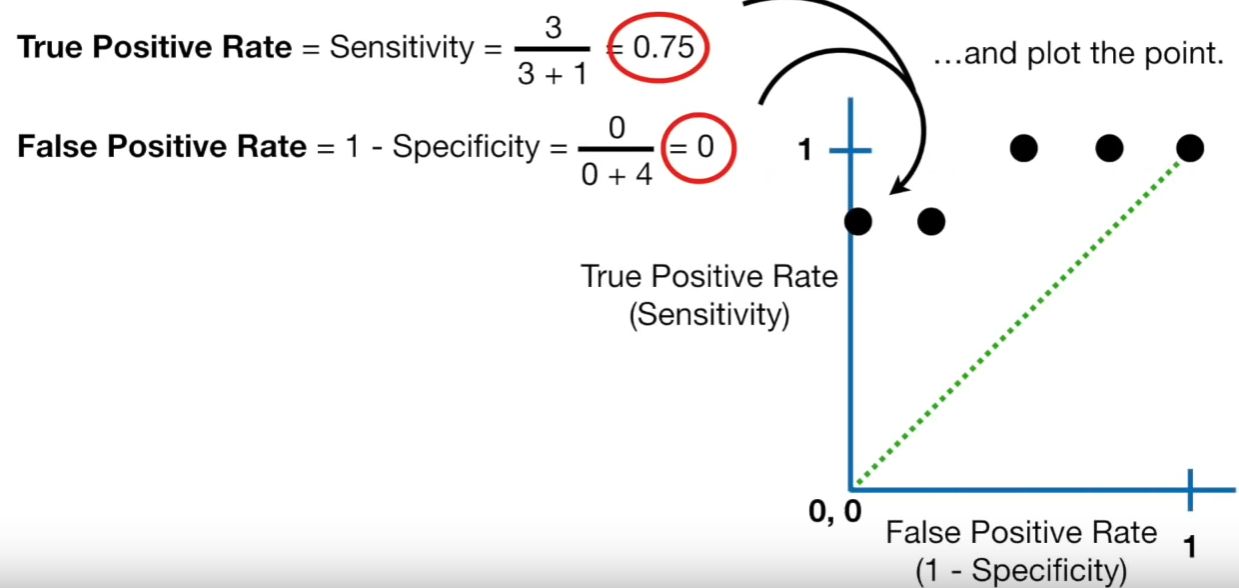 True Positive Rate = Sensitivity = 3 / 3 + 1 = 0.75
…and plot the point.
False Positive Rate = 1 - Specificity = 0 / 0 + 4 = 0
1
True Positive Rate
(Sensitivity)
0, 0
False Positive Rate
1
(1 - Specificity)